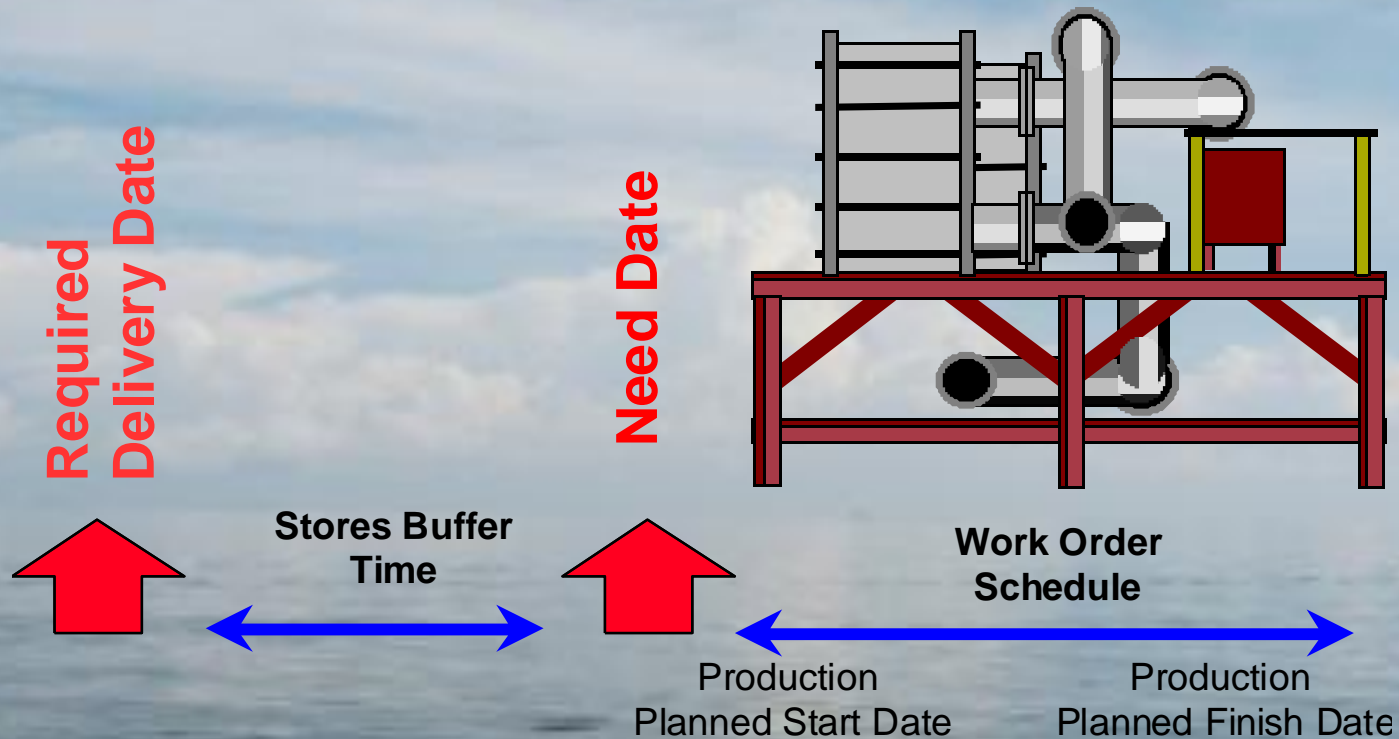 Required
Delivery Date
Need Date
Stores Buffer
Time
Work Order
Schedule
Production
Planned Start Date
Production
Planned Finish Date